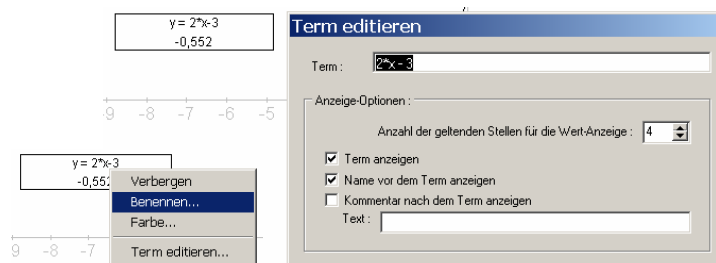 y = 2*x-3
-0,552
-9 -8 -7 -6 -5
y = 2*x-3
-0,552
9 -8 -7
Verbergen
Benennen...
Farbe...
Term editieren...
Term editieren
Term : 2*x - 3
Anzeige-Optionen :
Anzahl der geltenden Stellen für die Wert-Anzeige : 4
Term anzeigen
Name vor dem Term anzeigen
Kommentar nach dem Term anzeigen
Text :